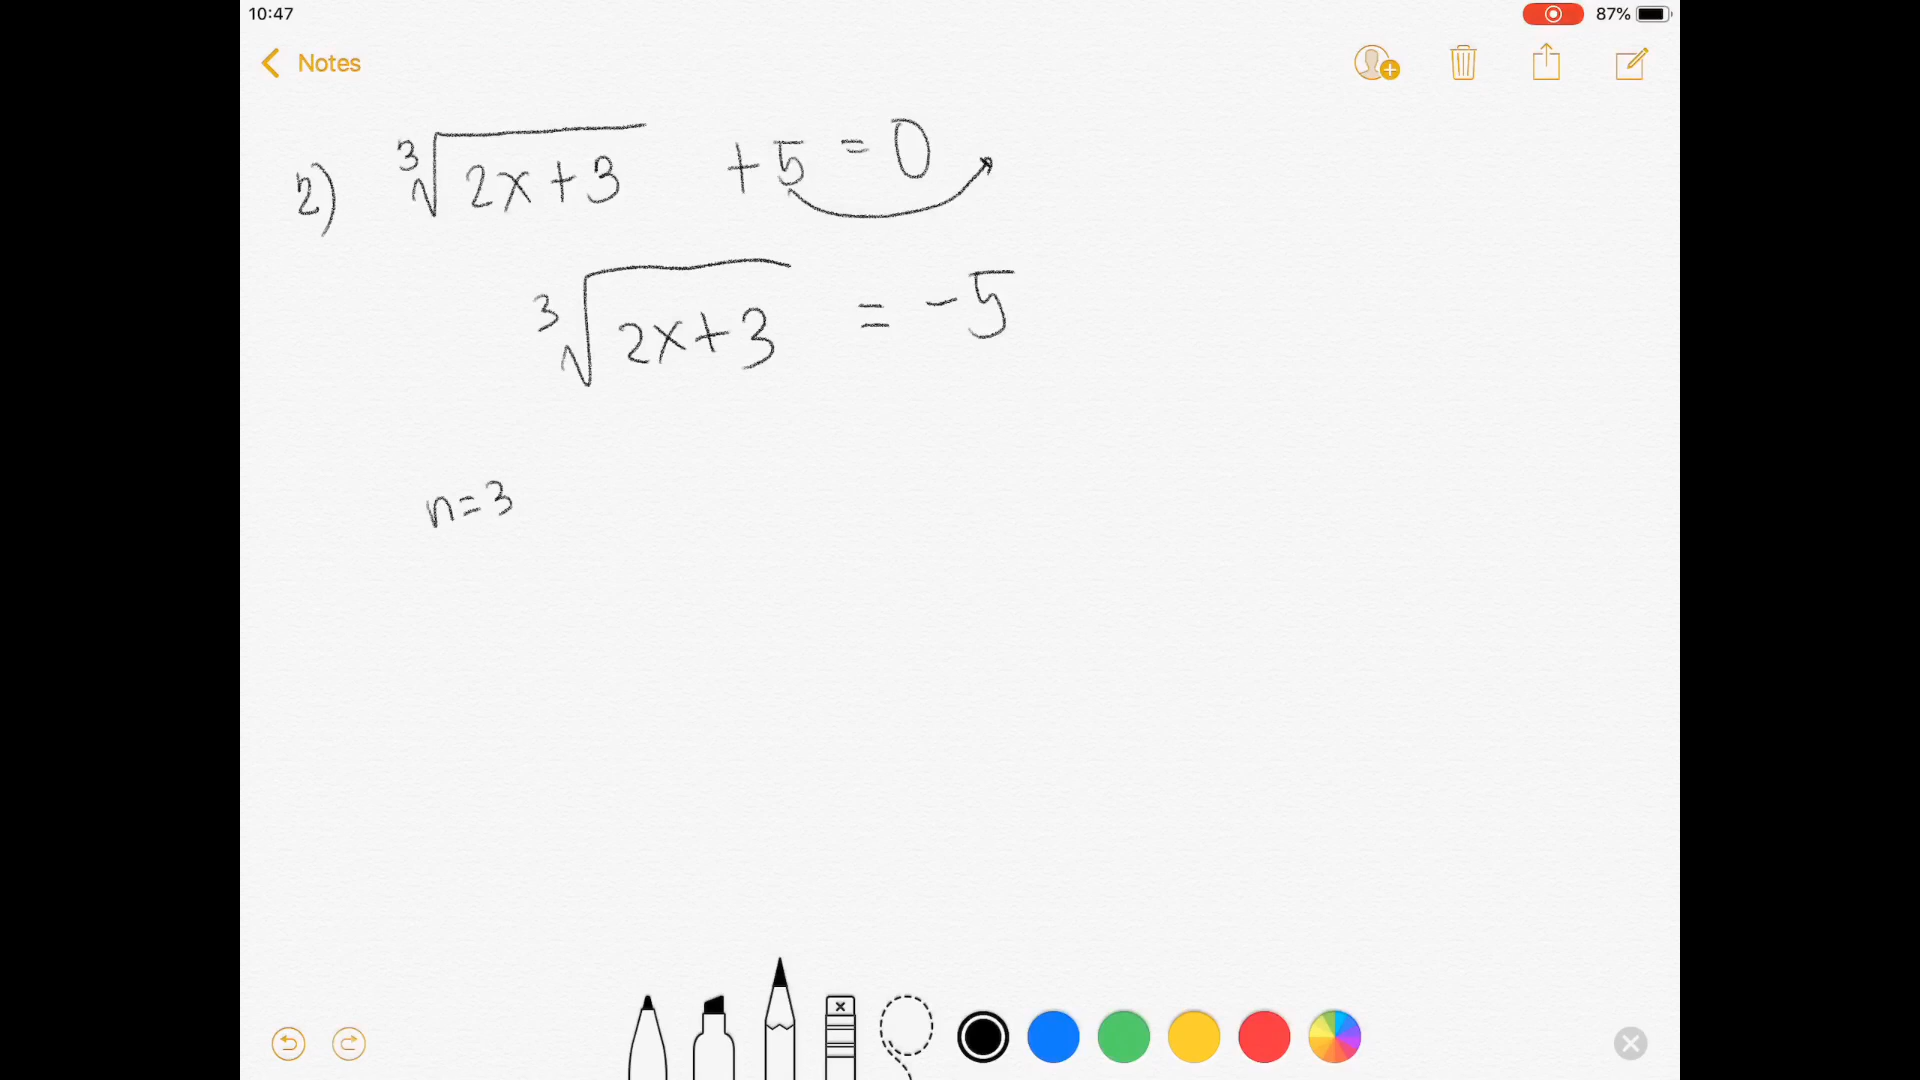 10:47
87%
Notes
2) ∛(2x+3) +5=0
∛(2x+3) = -5
n=3